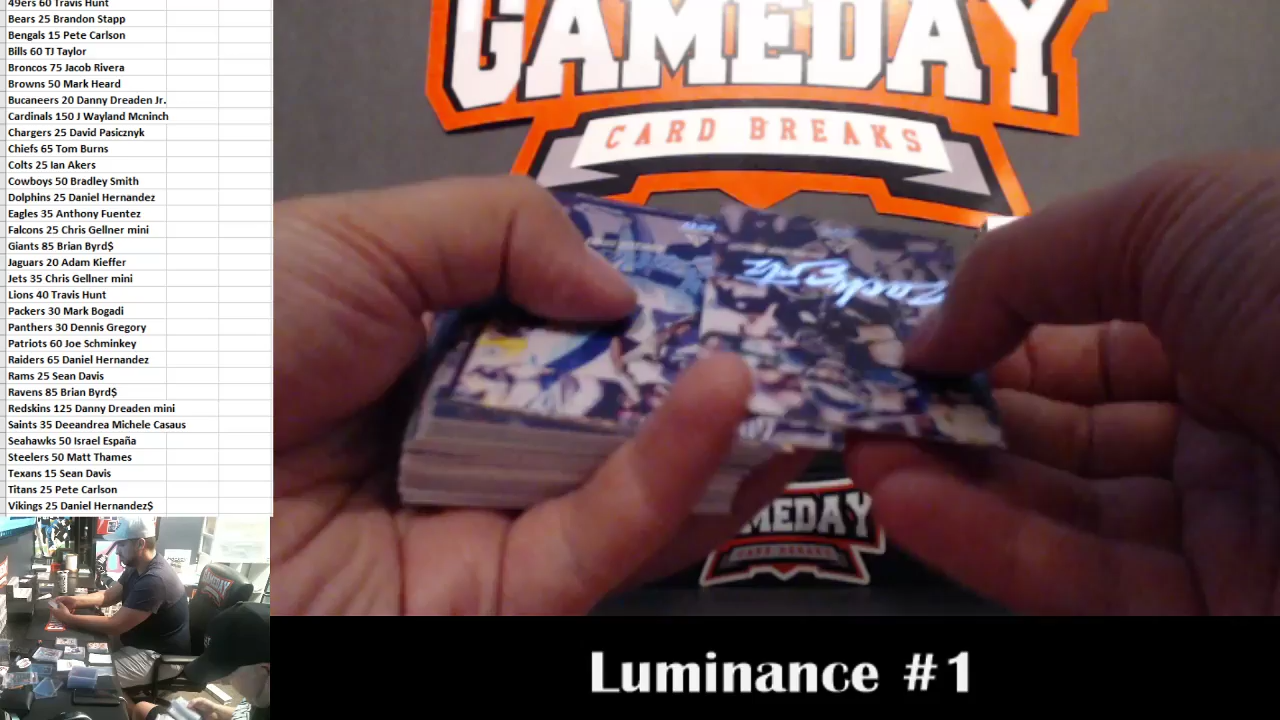 49ers 60 Travis Hunt
Bears 25 Brandon Stapp
Bengals 15 Pete Carlson
Bills 60 TJ Taylor
Broncos 75 Jacob Rivera
Browns 50 Mark Heard
Bucaneers 20 Danny Dreaden Jr.
Cardinals 150 J Wayland Mcninch
Chargers 25 David Pasicznyk
Chiefs 65 Tom Burns
Colts 25 Ian Akers
Cowboys 50 Bradley Smith
Dolphins 25 Daniel Hernandez
Eagles 35 Anthony Fuentez
Falcons 25 Chris Gellner mini
Giants 85 Brian Byrd$
Jaguars 20 Adam Kieffer
Jets 35 Chris Gellner mini
Lions 40 Travis Hunt
Packers 30 Mark Bogadi
Panthers 30 Dennis Gregory
Patriots 60 Joe Schminkey
Raiders 65 Daniel Hernandez
Rams 25 Sean Davis
Ravens 85 Brian Byrd$
Redskins 125 Danny Dreaden mini
Saints 35 Deeandrea Michele Casaus
Seahawks 50 Israel España
Steelers 50 Matt Thames
Texans 15 Sean Davis
Titans 25 Pete Carlson
Vikings 25 Daniel Hernandez$
GAMEDAY
CARD BREAKS
Zach Ertz
MEDAY
CARD BREAKS
GAMEDAY
Luminance #1